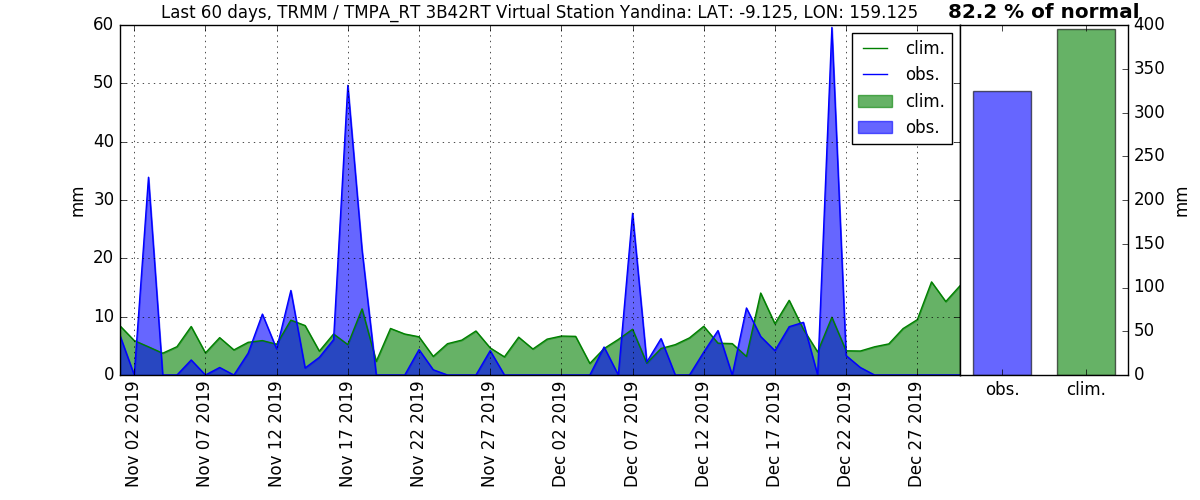 Last 60 days, TRMM / TMPA_RT 3B42RT Virtual Station Yandina: LAT: -9.125, LON: 159.125
82.2 % of normal
60
50
40
30
20
10
0
mm
clim.
obs.
clim.
obs.
400
350
300
250
200
150
100
50
0
mm
Nov 02 2019
Nov 07 2019
Nov 12 2019
Nov 17 2019
Nov 22 2019
Nov 27 2019
Dec 02 2019
Dec 07 2019
Dec 12 2019
Dec 17 2019
Dec 22 2019
Dec 27 2019
obs.
clim.